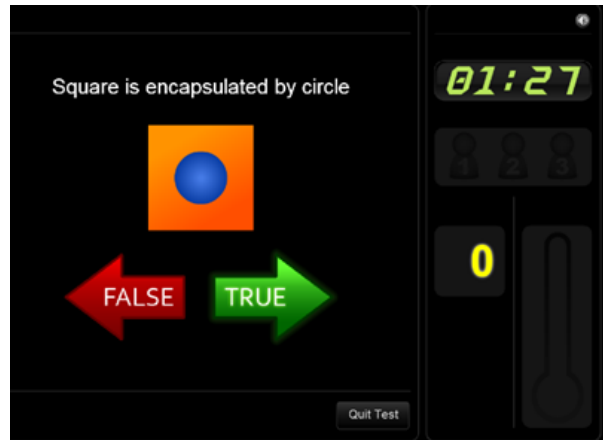 Square is encapsulated by circle
01:27
1 2 3
0
FALSE TRUE
Quit Test